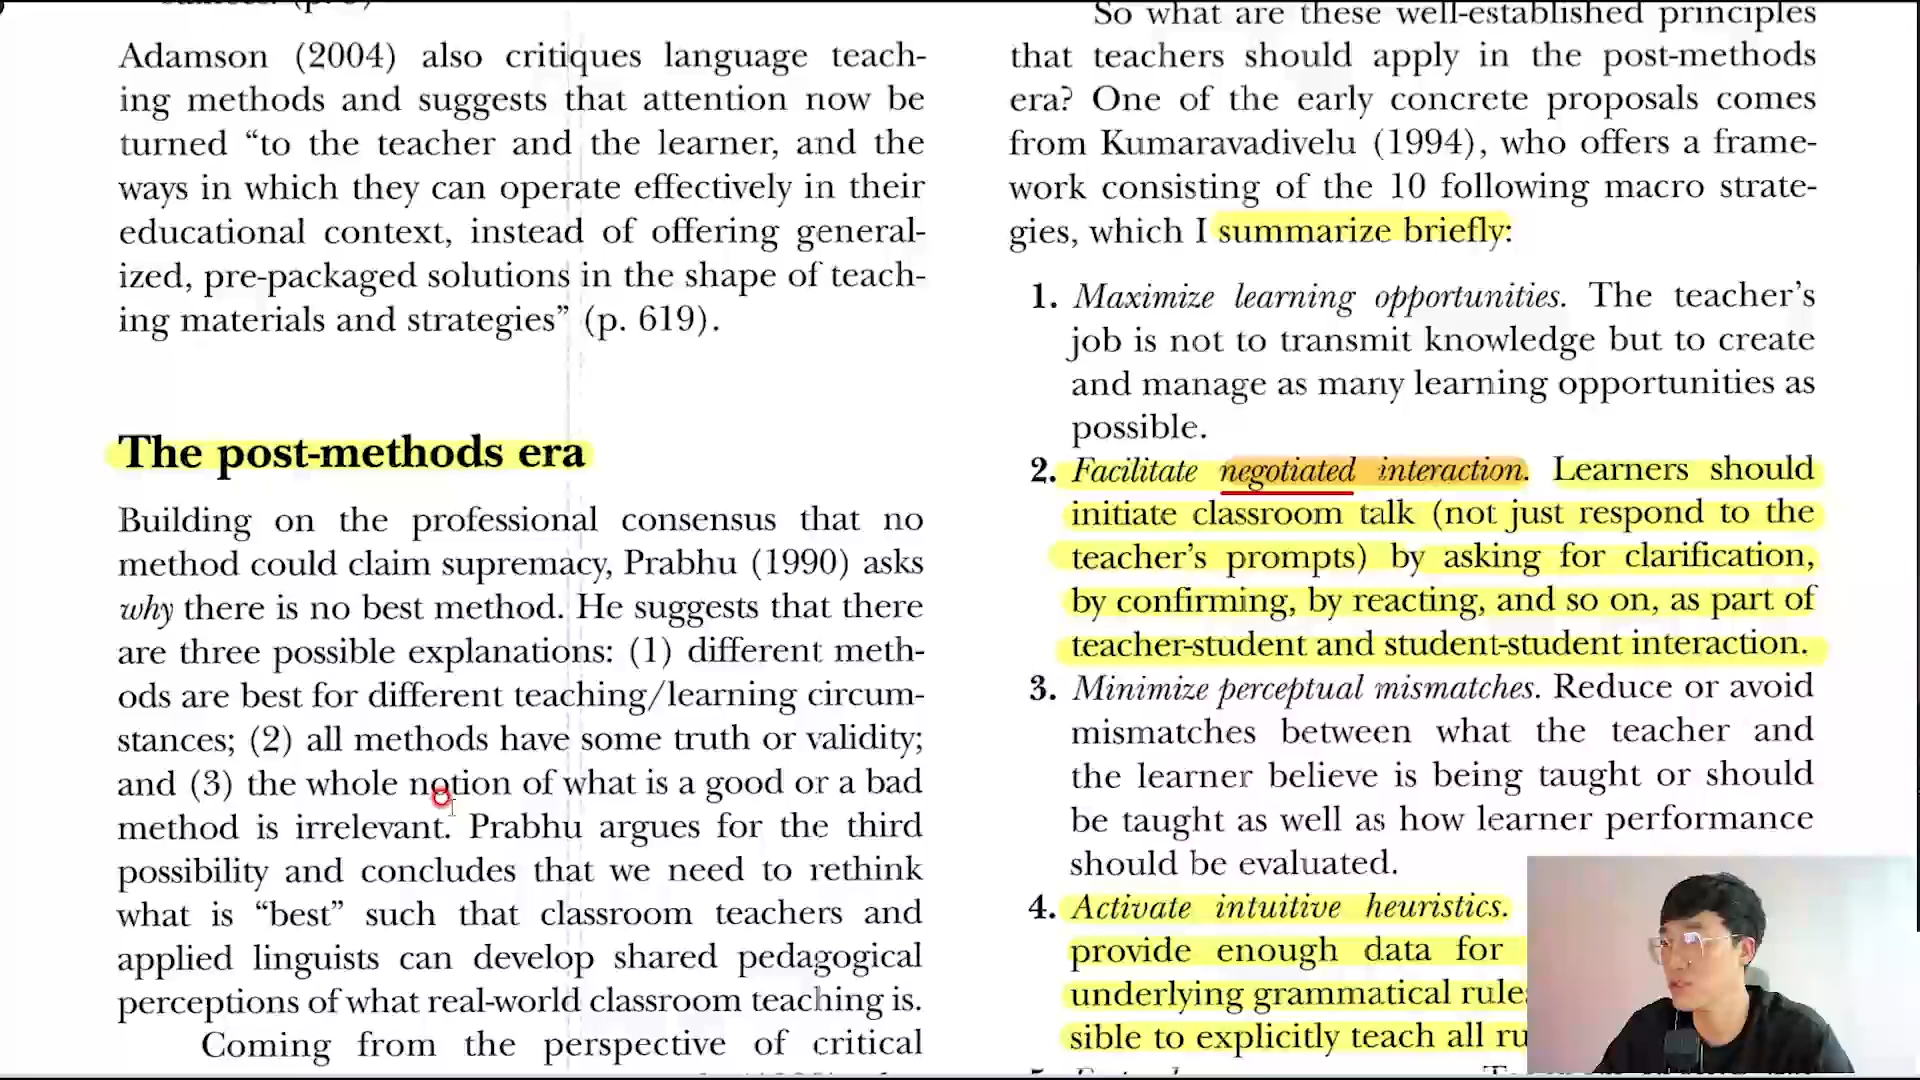 Adamson (2004) also critiques language teach-
ing methods and suggests that attention now be
turned “to the teacher and the learner, and the
ways in which they can operate effectively in their
educational context, instead of offering general-
ized, pre-packaged solutions in the shape of teach-
ing materials and strategies” (p. 619).
The post-methods era
Building on the professional consensus that no
method could claim supremacy, Prabhu (1990) asks
why there is no best method. He suggests that there
are three possible explanations: (1) different meth-
ods are best for different teaching/learning circum-
stances; (2) all methods have some truth or validity;
and (3) the whole notion of what is a good or a bad
method is irrelevant. Prabhu argues for the third
possibility and concludes that we need to rethink
what is “best” such that classroom teachers and
applied linguists can develop shared pedagogical
perceptions of what real-world classroom teaching is.
Coming from the perspective of critical
So what are these well-established principles
that teachers should apply in the post-methods
era? One of the early concrete proposals comes
from Kumaravadivelu (1994), who offers a frame-
work consisting of the 10 following macro strate-
gies, which I summarize briefly:
1. Maximize learning opportunities. The teacher’s
job is not to transmit knowledge but to create
and manage as many learning opportunities as
possible.
2. Facilitate negotiated interaction. Learners should
initiate classroom talk (not just respond to the
teacher’s prompts) by asking for clarification,
by confirming, by reacting, and so on, as part of
teacher-student and student-student interaction.
3. Minimize perceptual mismatches. Reduce or avoid
mismatches between what the teacher and
the learner believe is being taught or should
be taught as well as how learner performance
should be evaluated.
4. Activate intuitive heuristics.
provide enough data for
underlying grammatical rules
sible to explicitly teach all ru